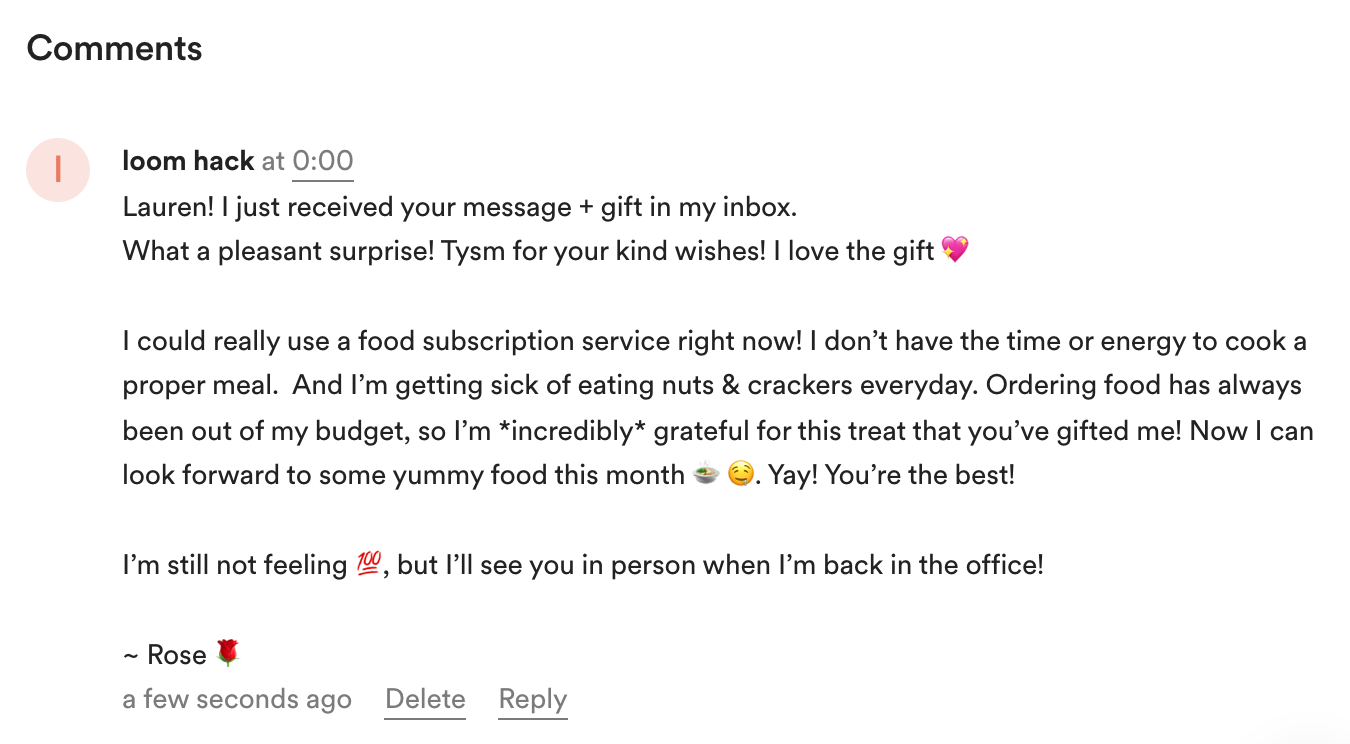 Comments
I
loom hack at 0:00
Lauren! I just received your message + gift in my inbox.
What a pleasant surprise! Tysm for your kind wishes! I love the gift 💖
I could really use a food subscription service right now! I don’t have the time or energy to cook a
proper meal.  And I’m getting sick of eating nuts & crackers everyday. Ordering food has always
been out of my budget, so I’m *incredibly* grateful for this treat that you’ve gifted me! Now I can
look forward to some yummy food this month 🍲 🤤. Yay! You’re the best!
I’m still not feeling 💯, but I’ll see you in person when I’m back in the office!
~ Rose 🌹
a few seconds ago Delete Reply